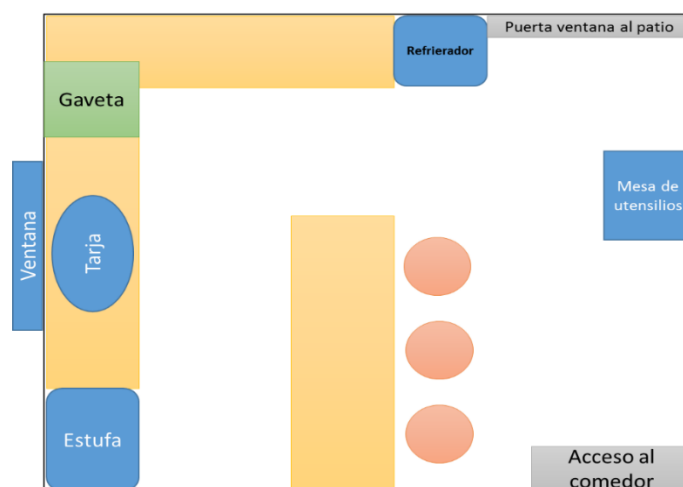 Puerta ventana al patio
Refrierador
Gaveta
Mesa de
utensilios
Ventana
Tarja
Estufa
Acceso al
comedor